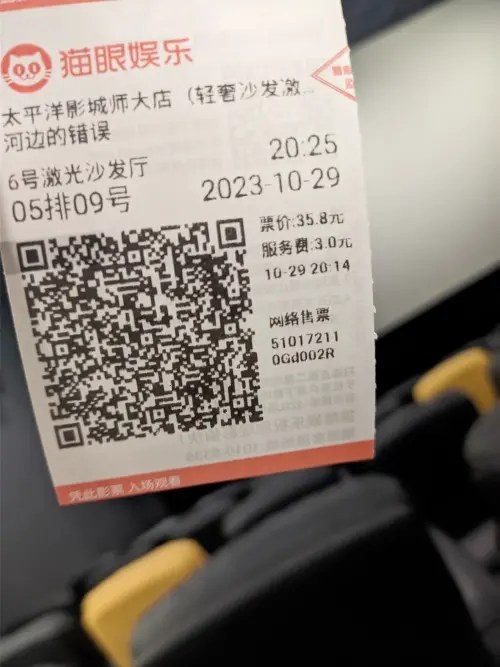 猫眼娱乐
太平洋影城师大店（轻奢沙发激...
河边的错误
20:25
6号激光沙发厅
2023-10-29
05排09号
票价:35.8元
服务费:3.0元
10-29 20:14
网络售票
51017211
0Gd002R
凭此影票 入场观看